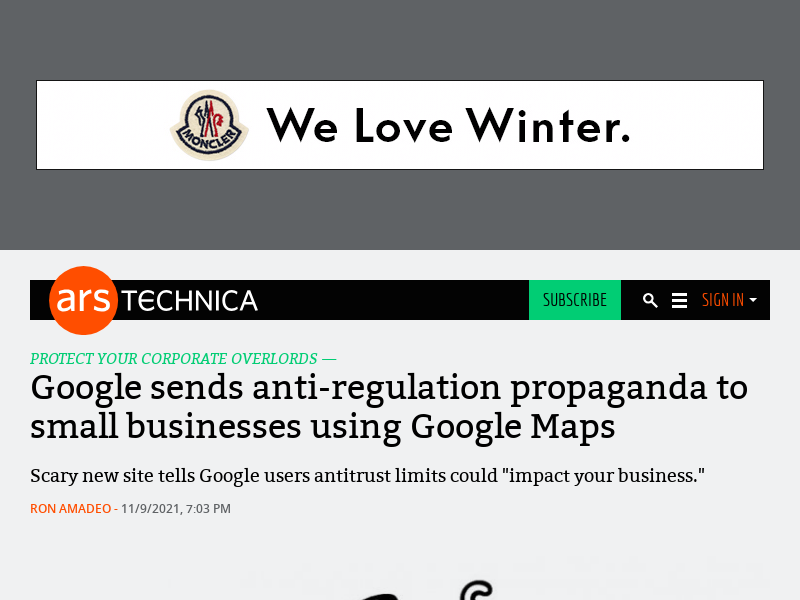 MONCLER
We Love Winter.
ars TECHNICA
SUBSCRIBE
SIGN IN
PROTECT YOUR CORPORATE OVERLORDS —
Google sends anti-regulation propaganda to
small businesses using Google Maps
Scary new site tells Google users antitrust limits could "impact your business."
RON AMADEO - 11/9/2021, 7:03 PM